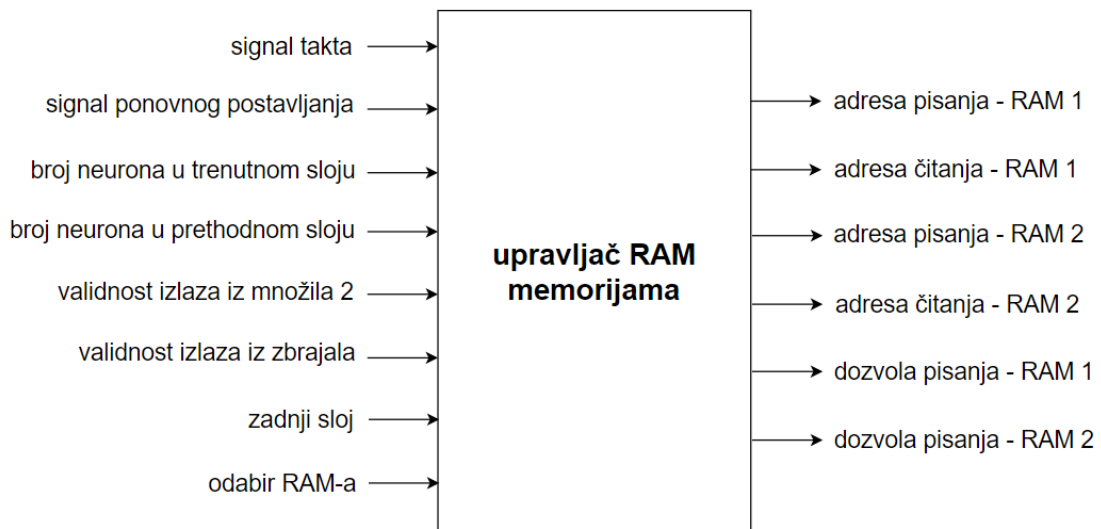 signal takta
signal ponovnog postavljanja
broj neurona u trenutnom sloju
broj neurona u prethodnom sloju
validnost izlaza iz množila 2
validnost izlaza iz zbrajala
zadnji sloj
odabir RAM-a
upravljač RAM
memorijama
adresa pisanja - RAM 1
adresa čitanja - RAM 1
adresa pisanja - RAM 2
adresa čitanja - RAM 2
dozvola pisanja - RAM 1
dozvola pisanja - RAM 2